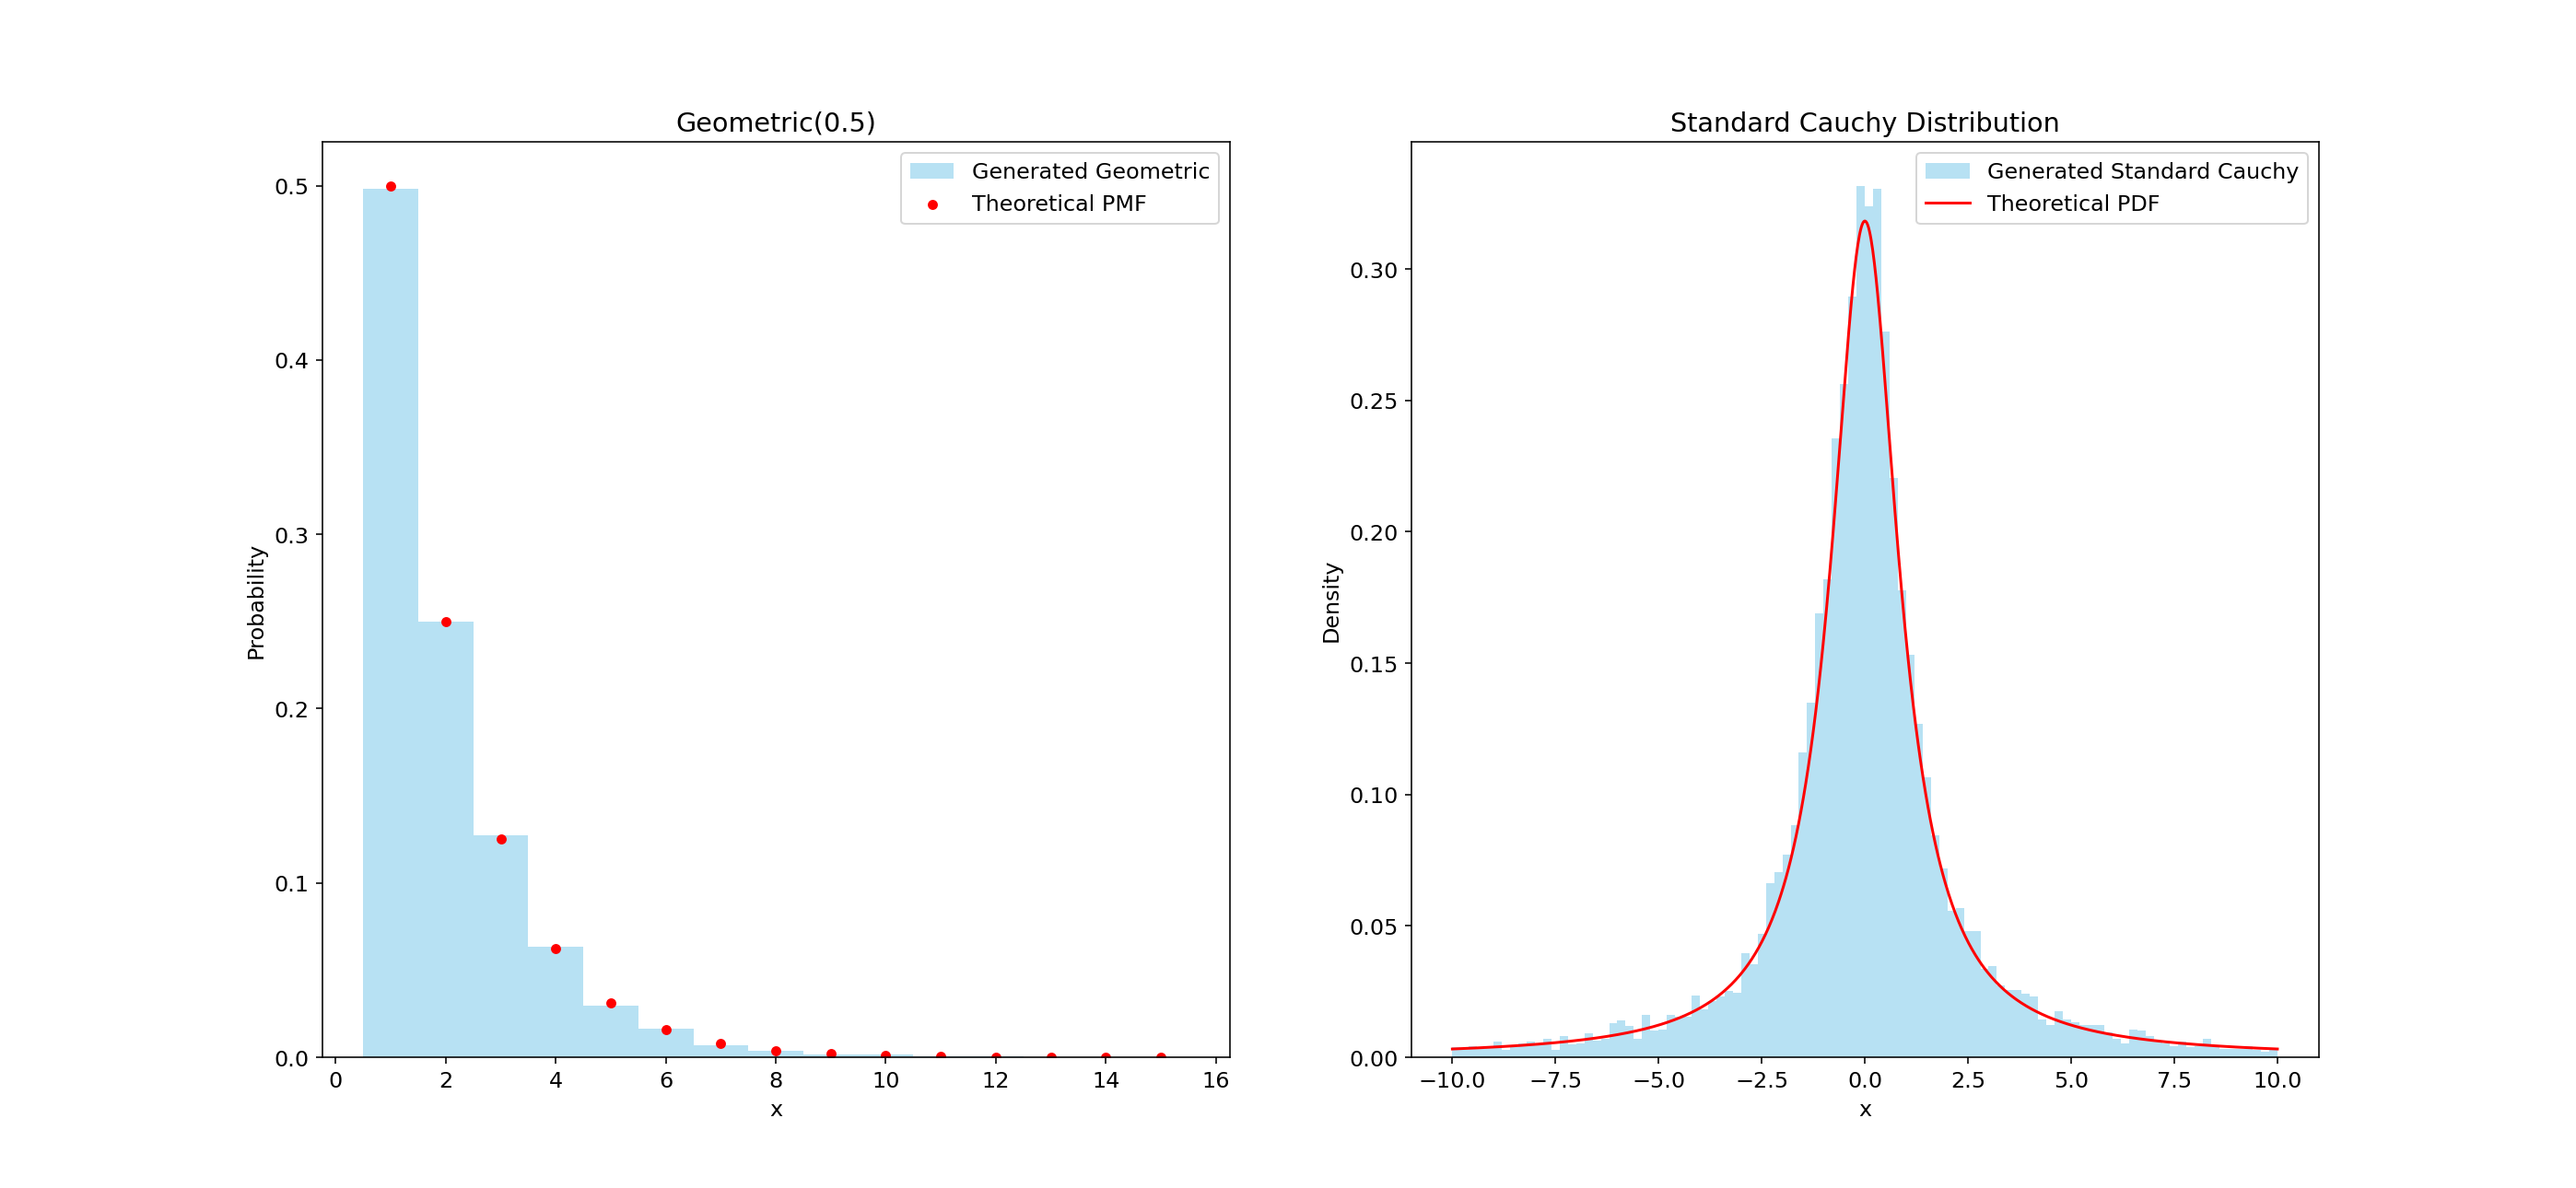 Geometric(0.5)
Generated Geometric
Theoretical PMF
Probability
0.5
0.4
0.3
0.2
0.1
0.0
0 2 4 6 8 10 12 14 16
x
Standard Cauchy Distribution
Generated Standard Cauchy
Theoretical PDF
Density
0.30
0.25
0.20
0.15
0.10
0.05
0.00
−10.0 −7.5 −5.0 −2.5 0.0 2.5 5.0 7.5 10.0
x